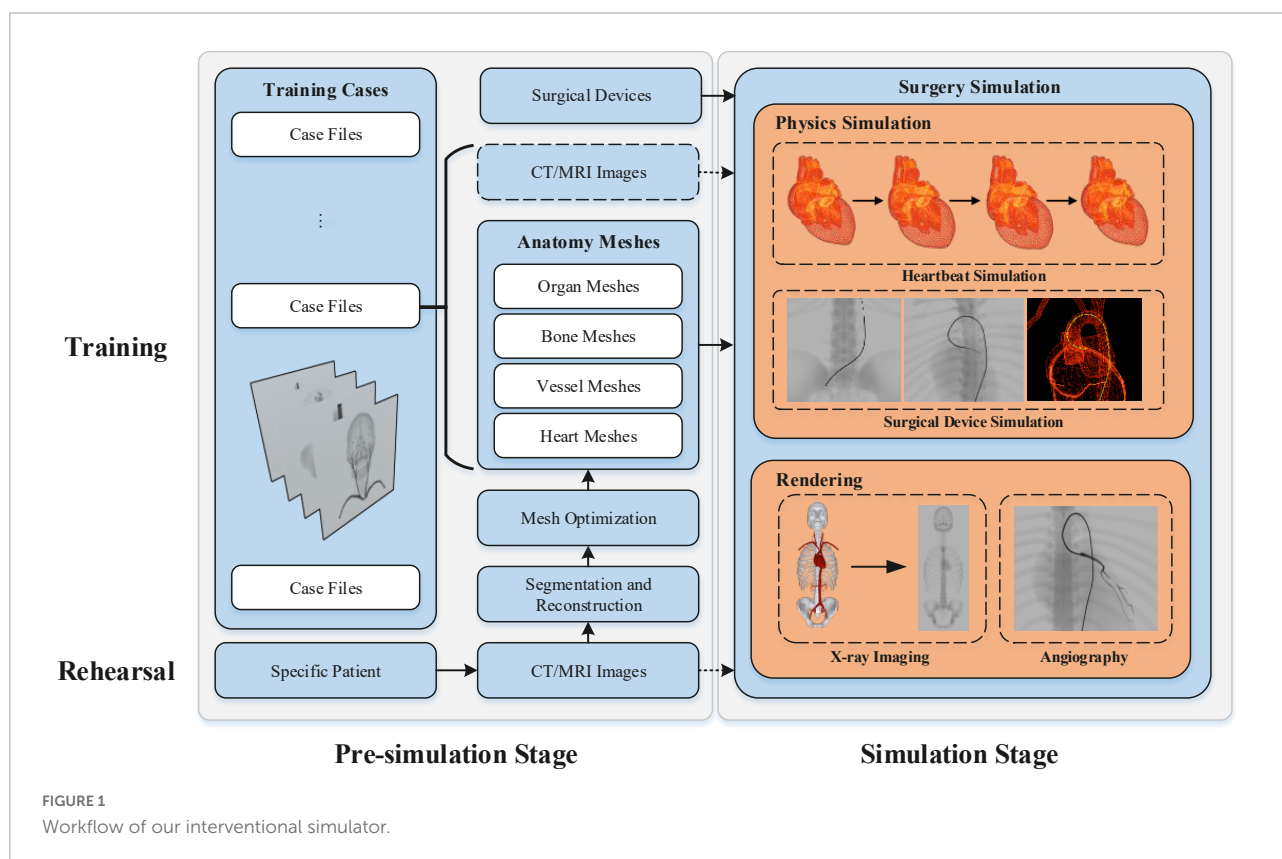 Training Cases
Case Files
⋮
Case Files
Case Files
Training
Rehearsal
Specific Patient
Surgical Devices
CT/MRI Images
Anatomy Meshes
Organ Meshes
Bone Meshes
Vessel Meshes
Heart Meshes
Mesh Optimization
Segmentation and
Reconstruction
CT/MRI Images
Pre-simulation Stage
Surgery Simulation
Physics Simulation
Heartbeat Simulation
Surgical Device Simulation
Rendering
X-ray Imaging
Angiography
Simulation Stage
FIGURE 1
Workflow of our interventional simulator.